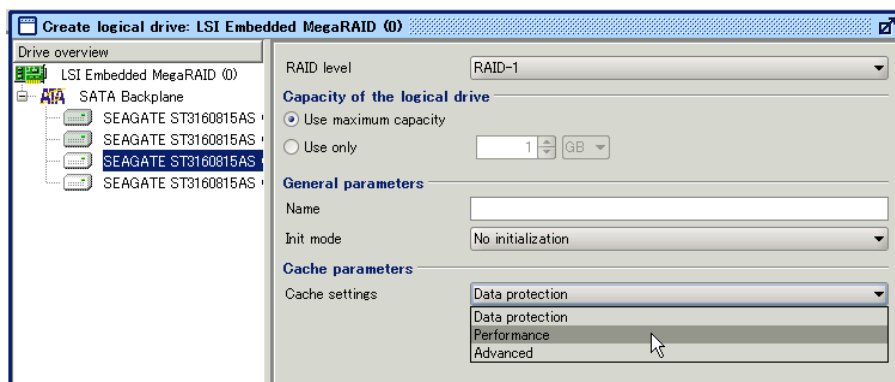 Create logical drive: LSI Embedded MegaRAID (0)
Drive overview
LSI Embedded MegaRAID (0)
ATA SATA Backplane
SEAGATE ST3160815AS
SEAGATE ST3160815AS
SEAGATE ST3160815AS
SEAGATE ST3160815AS
RAID level RAID-1
Capacity of the logical drive
Use maximum capacity
Use only 1 GB
General parameters
Name
Init mode No initialization
Cache parameters
Cache settings Data protection
Data protection
Performance
Advanced